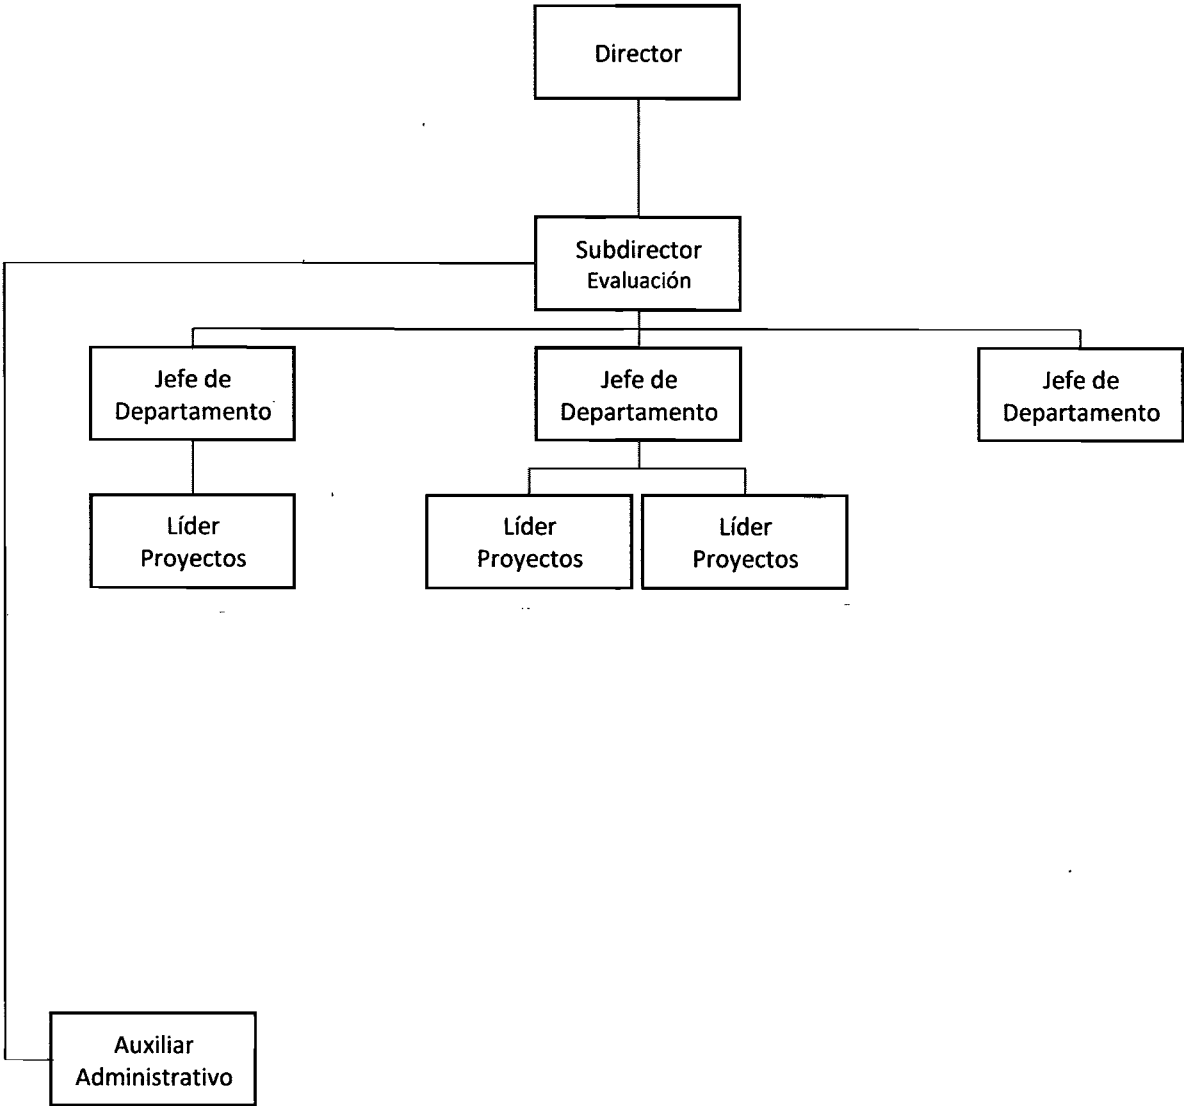 Director
Subdirector
Evaluación
Jefe de
Departamento
Jefe de
Departamento
Jefe de
Departamento
Líder
Proyectos
Líder
Proyectos
Líder
Proyectos
Auxiliar
Administrativo